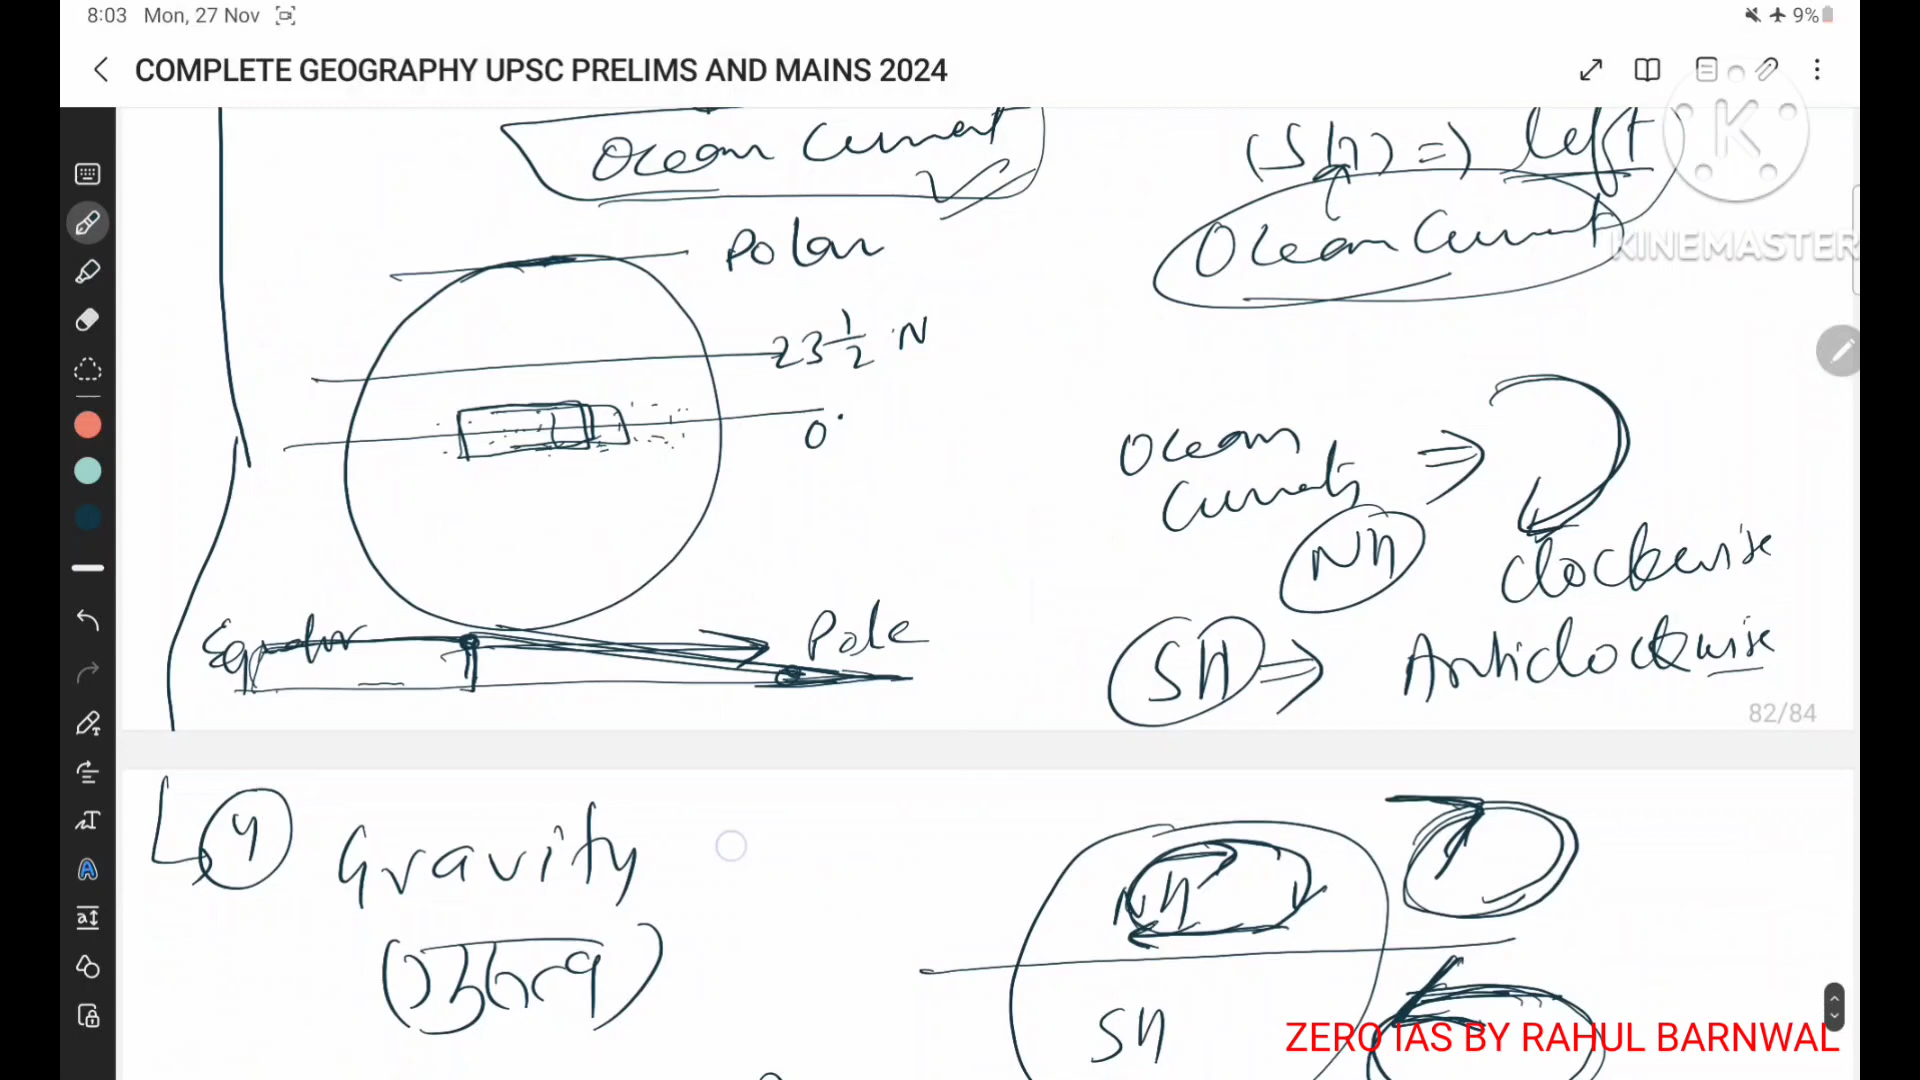 8:03 Mon, 27 Nov 9%
COMPLETE GEOGRAPHY UPSC PRELIMS AND MAINS 2024
Ocean Current
(SH) => left
Ocean Current
K
KINEMASTER
Polar
23 1/2 N
0°
Ocean
Currents
NH
clockwise
Equator
Pole
SH => Anticlockwise
82/84
4 Gravity
NH
SH
ZERO IAS BY RAHUL BARNWAL